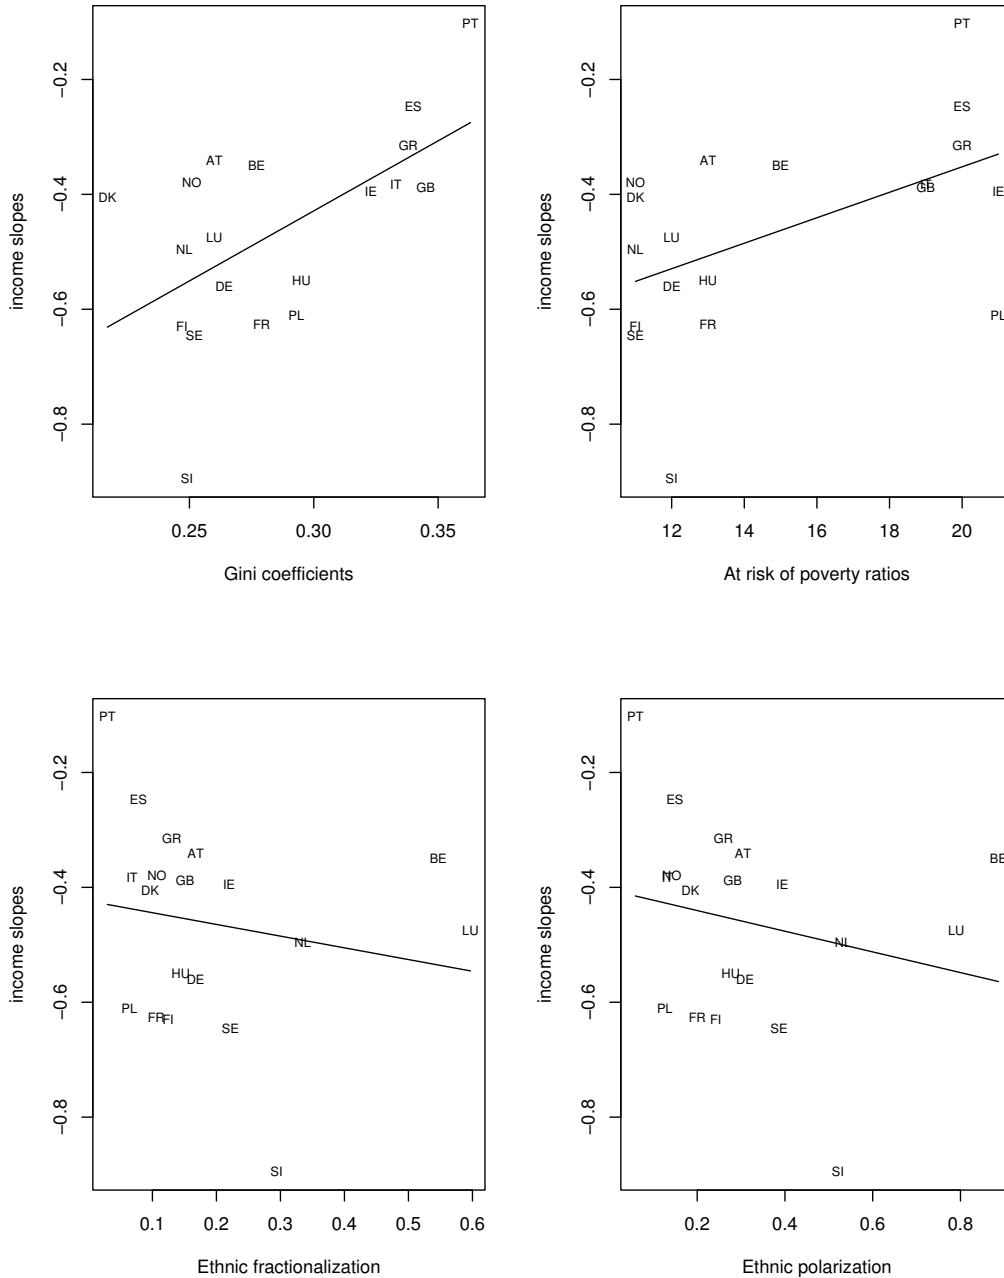 PT
ES
GR
AT
BE
NO
IT
GB
IE
DK
LU
NL
HU
DE
PL
FR
FI
SE
SI
−0.2
−0.4
−0.6
−0.8
income slopes
0.25 0.30 0.35
Gini coefficients
PT
ES
GR
AT
BE
NO
IT
GB
IE
DK
LU
NL
HU
DE
PL
FR
FI
SE
SI
−0.2
−0.4
−0.6
−0.8
income slopes
12 14 16 18 20
At risk of poverty ratios
PT
ES
GR
AT
BE
IT
NO
GB
IE
DK
LU
NL
HU
DE
PL
FR
FI
SE
SI
−0.2
−0.4
−0.6
−0.8
income slopes
0.1 0.2 0.3 0.4 0.5 0.6
Ethnic fractionalization
PT
ES
GR
AT
BE
IT
NO
GB
IE
DK
LU
NL
HU
DE
PL
FR
FI
SE
SI
−0.2
−0.4
−0.6
−0.8
income slopes
0.2 0.4 0.6 0.8
Ethnic polarization